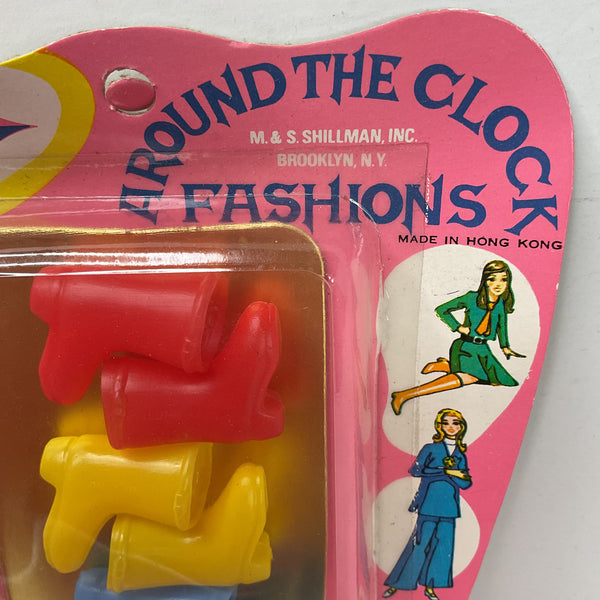 AROUND THE CLOCK
M. & S. SHILLMAN, INC.
BROOKLYN, N.Y.
FASHIONS
MADE IN HONG KONG